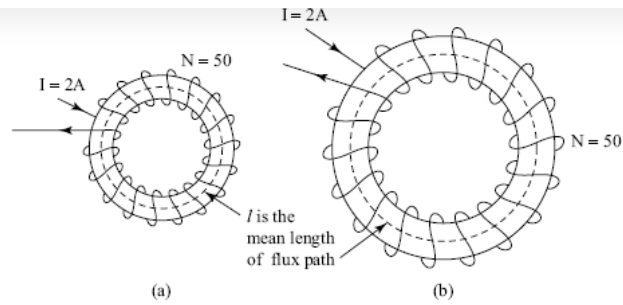 I = 2A
N = 50
I = 2A
N = 50
l is the
mean length
of flux path
(a)
(b)